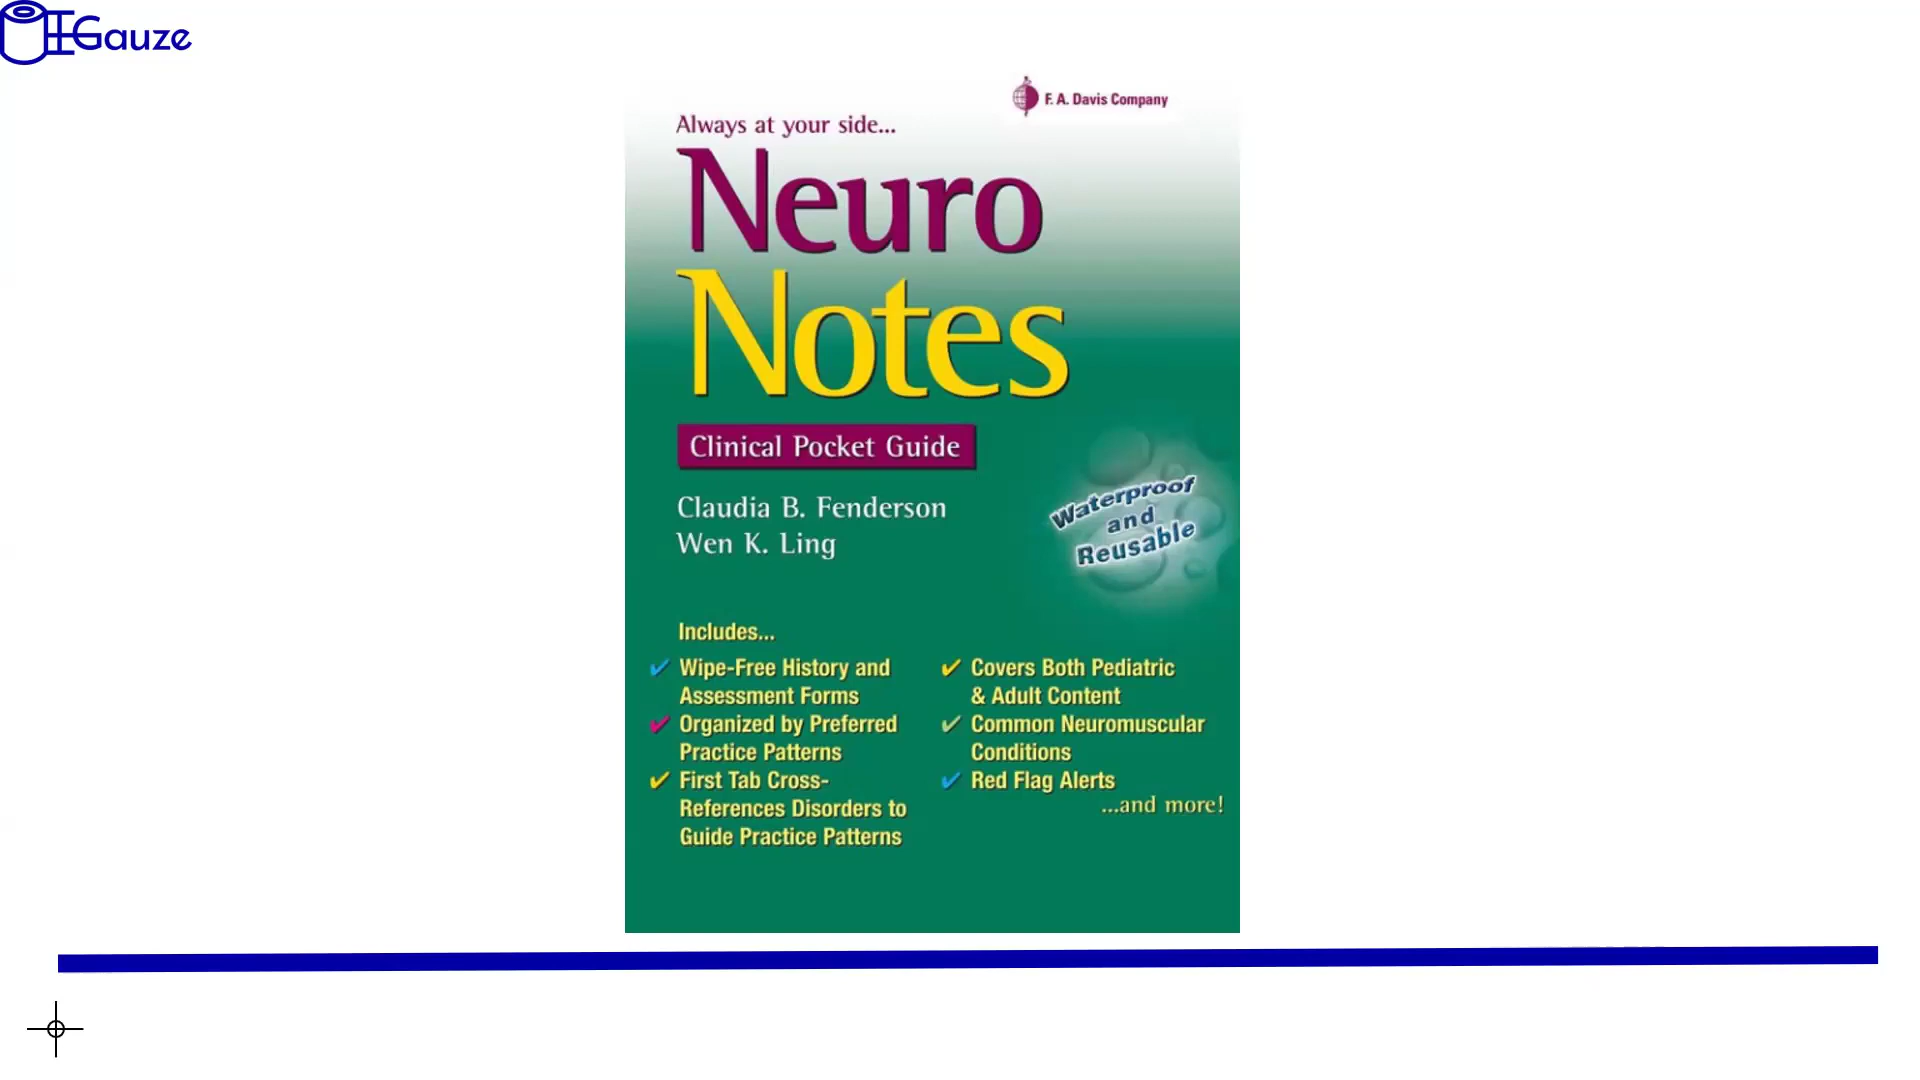 Gauze
F. A. Davis Company
Always at your side...
Neuro
Notes
Clinical Pocket Guide
Claudia B. Fenderson
Wen K. Ling
Waterproof
and
Reusable
Includes...
✔ Wipe-Free History and
Assessment Forms
✔ Organized by Preferred
Practice Patterns
✔ First Tab Cross-
References Disorders to
Guide Practice Patterns
✔ Covers Both Pediatric
& Adult Content
✔ Common Neuromuscular
Conditions
✔ Red Flag Alerts
...and more!